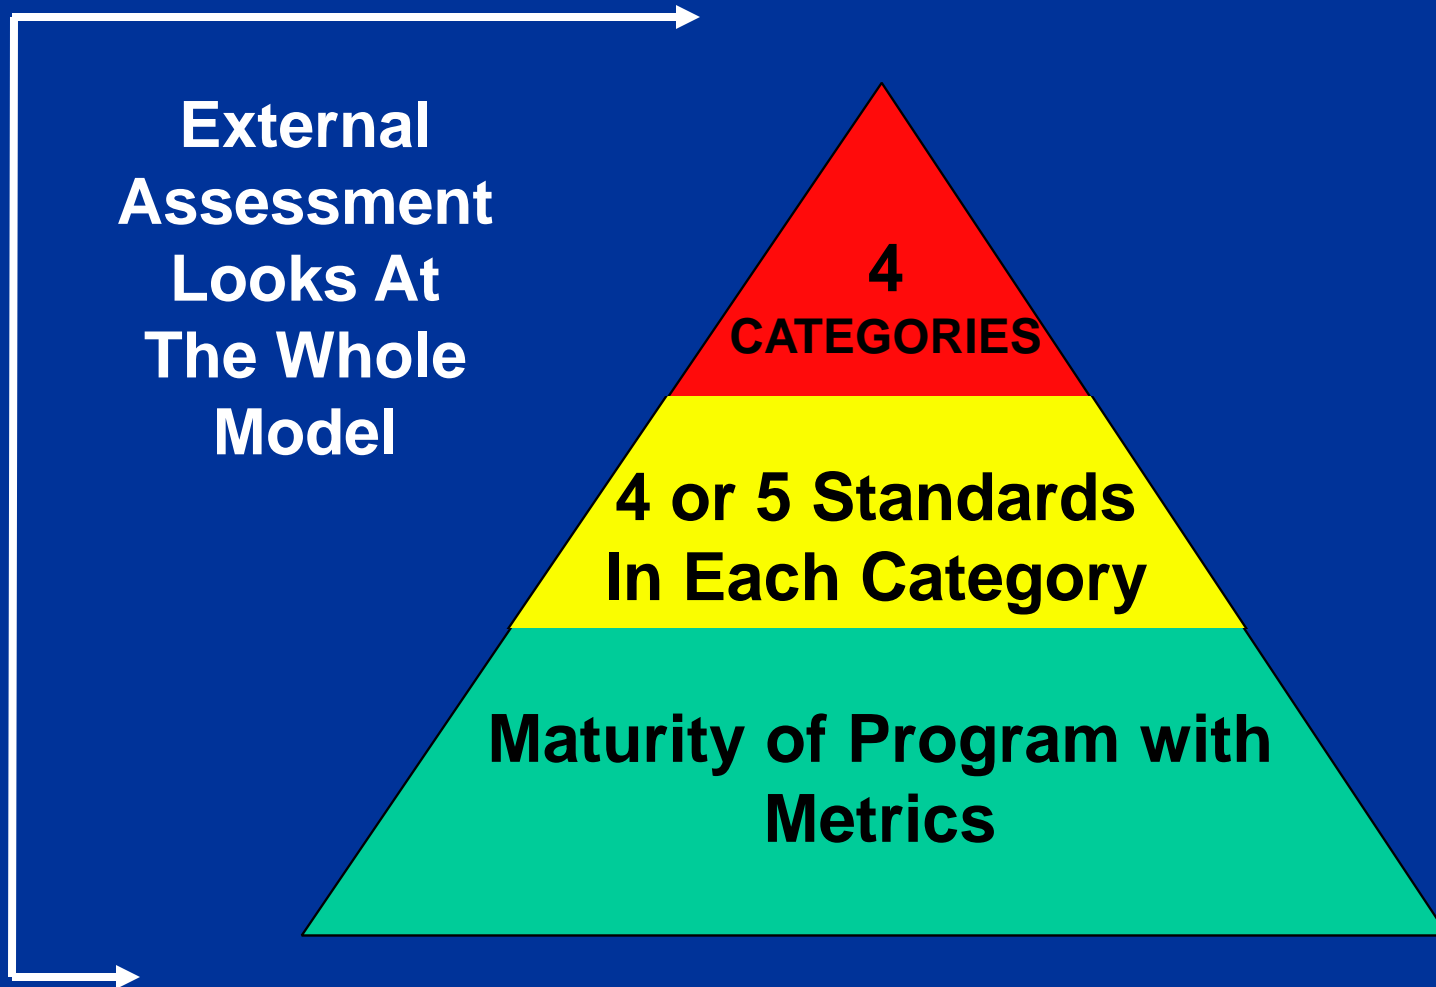 External
Assessment
Looks At
The Whole
Model
4
CATEGORIES
4 or 5 Standards
In Each Category
Maturity of Program with
Metrics